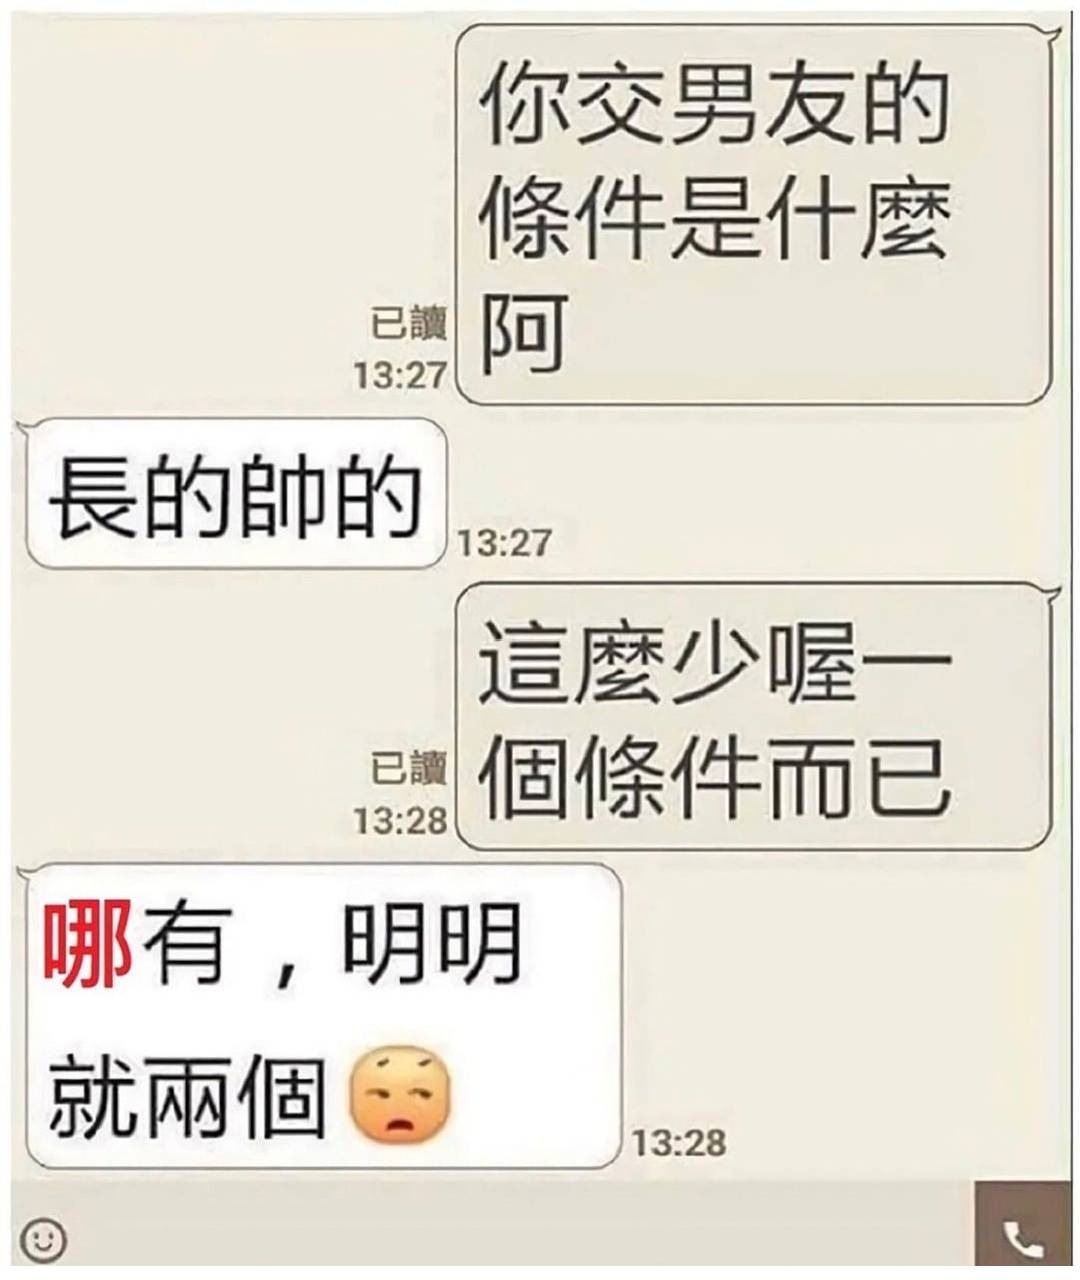 你交男友的
條件是什麼
阿
已讀
13:27
長的帥的
13:27
這麼少喔一
個條件而已
已讀
13:28
哪有，明明
就兩個
13:28